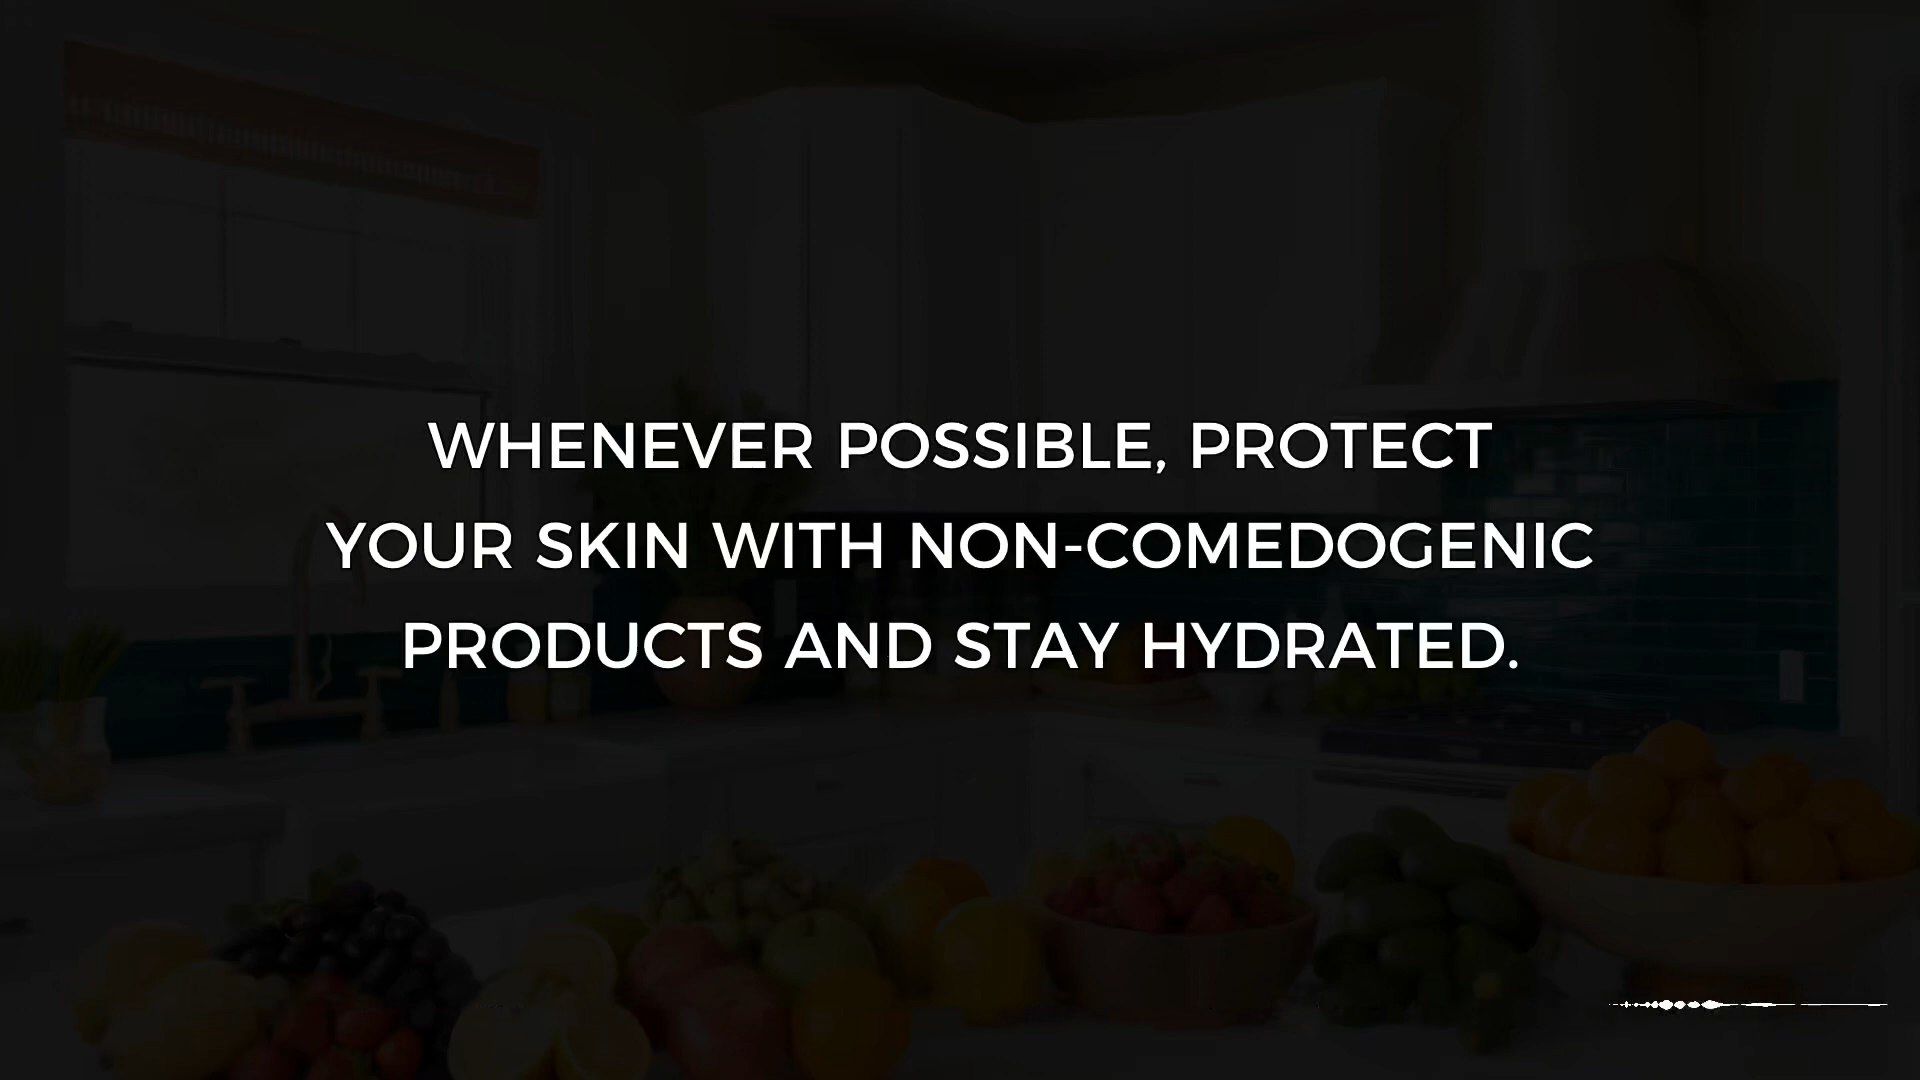 WHENEVER POSSIBLE, PROTECT
YOUR SKIN WITH NON-COMEDOGENIC
PRODUCTS AND STAY HYDRATED.